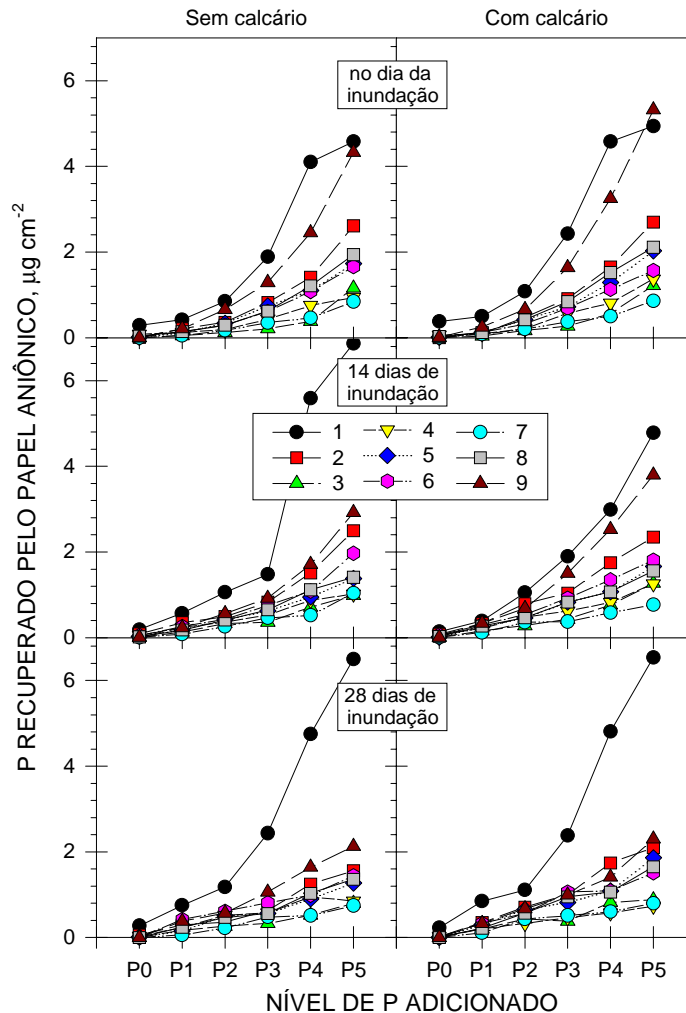 Sem calcário
Com calcário
no dia da
inundação
6
4
2
0
14 dias de
inundação
6
4
2
0
1
2
3
4
5
6
7
8
9
28 dias de
inundação
6
4
2
0
P0 P1 P2 P3 P4 P5
P0 P1 P2 P3 P4 P5
P RECUPERADO PELO PAPEL ANIÔNICO, µg cm⁻²
NÍVEL DE P ADICIONADO